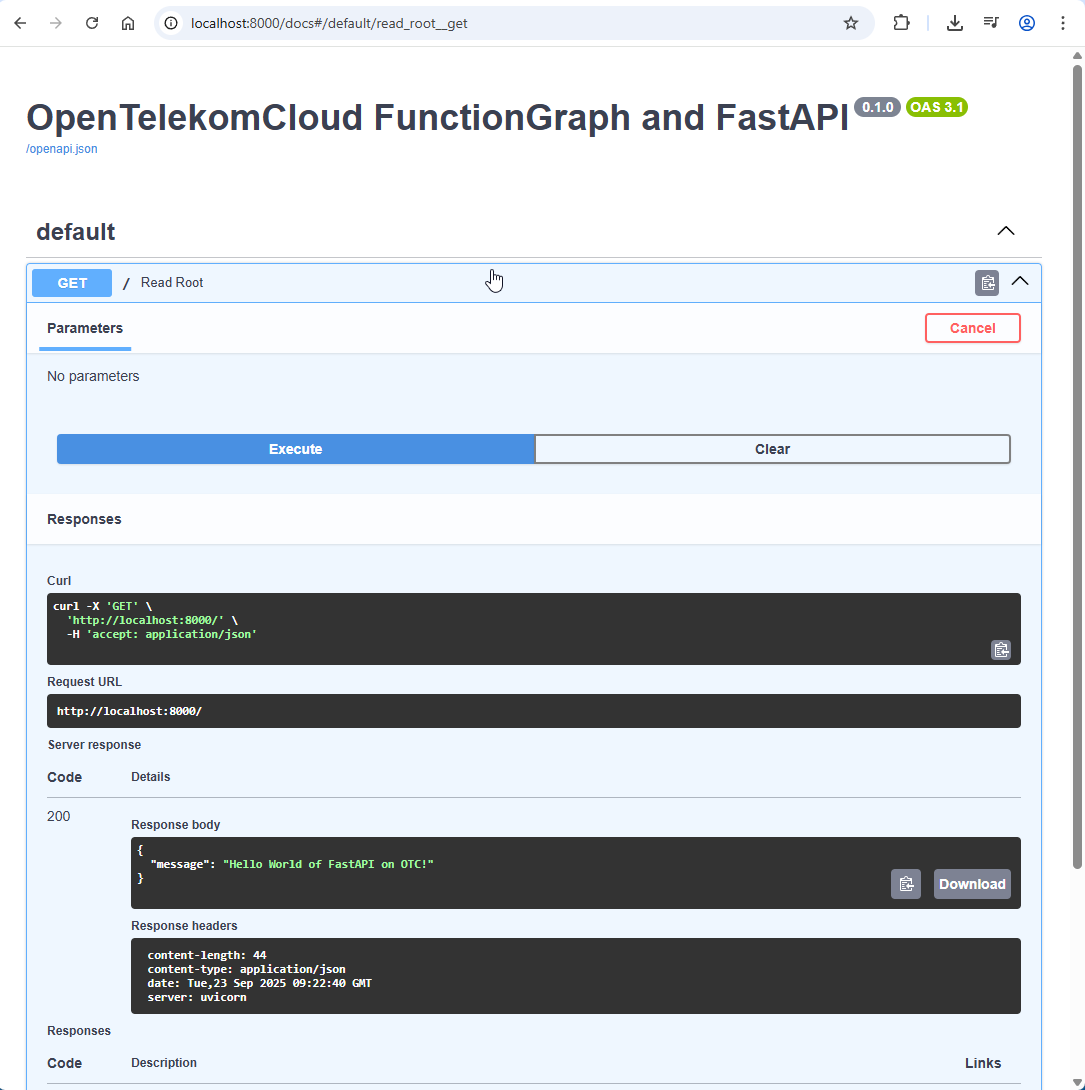 localhost:8000/docs#/default/read_root__get
OpenTelekomCloud FunctionGraph and FastAPI 0.1.0 OAS 3.1
/openapi.json
default
GET / Read Root
Parameters Cancel
No parameters
Execute Clear
Responses
Curl
curl -X 'GET' \
'http://localhost:8000/' \
-H 'accept: application/json'
Request URL
http://localhost:8000/
Server response
Code Details
200
Response body
{
"message": "Hello World of FastAPI on OTC!"
}
Download
Response headers
content-length: 44
content-type: application/json
date: Tue,23 Sep 2025 09:22:40 GMT
server: uvicorn
Responses
Code Description Links